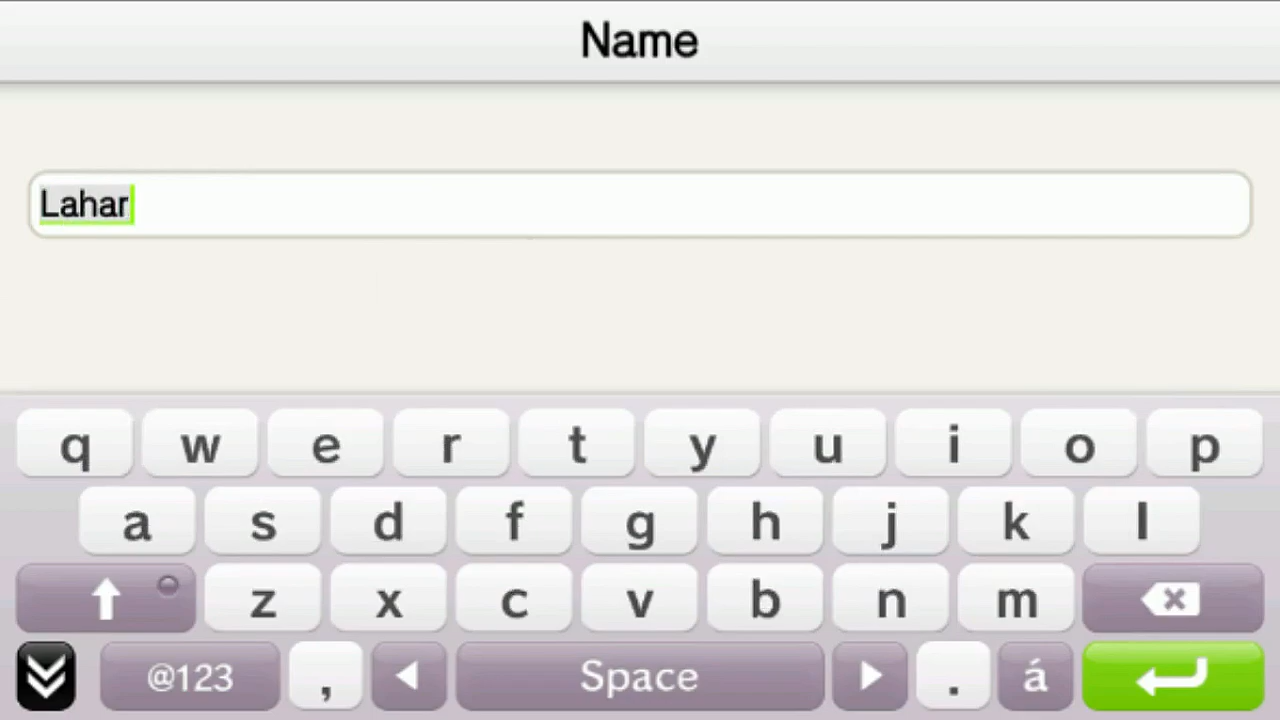 Name
Lahar
q w e r t y u i o p
a s d f g h j k l
z x c v b n m
@123 , Space . á